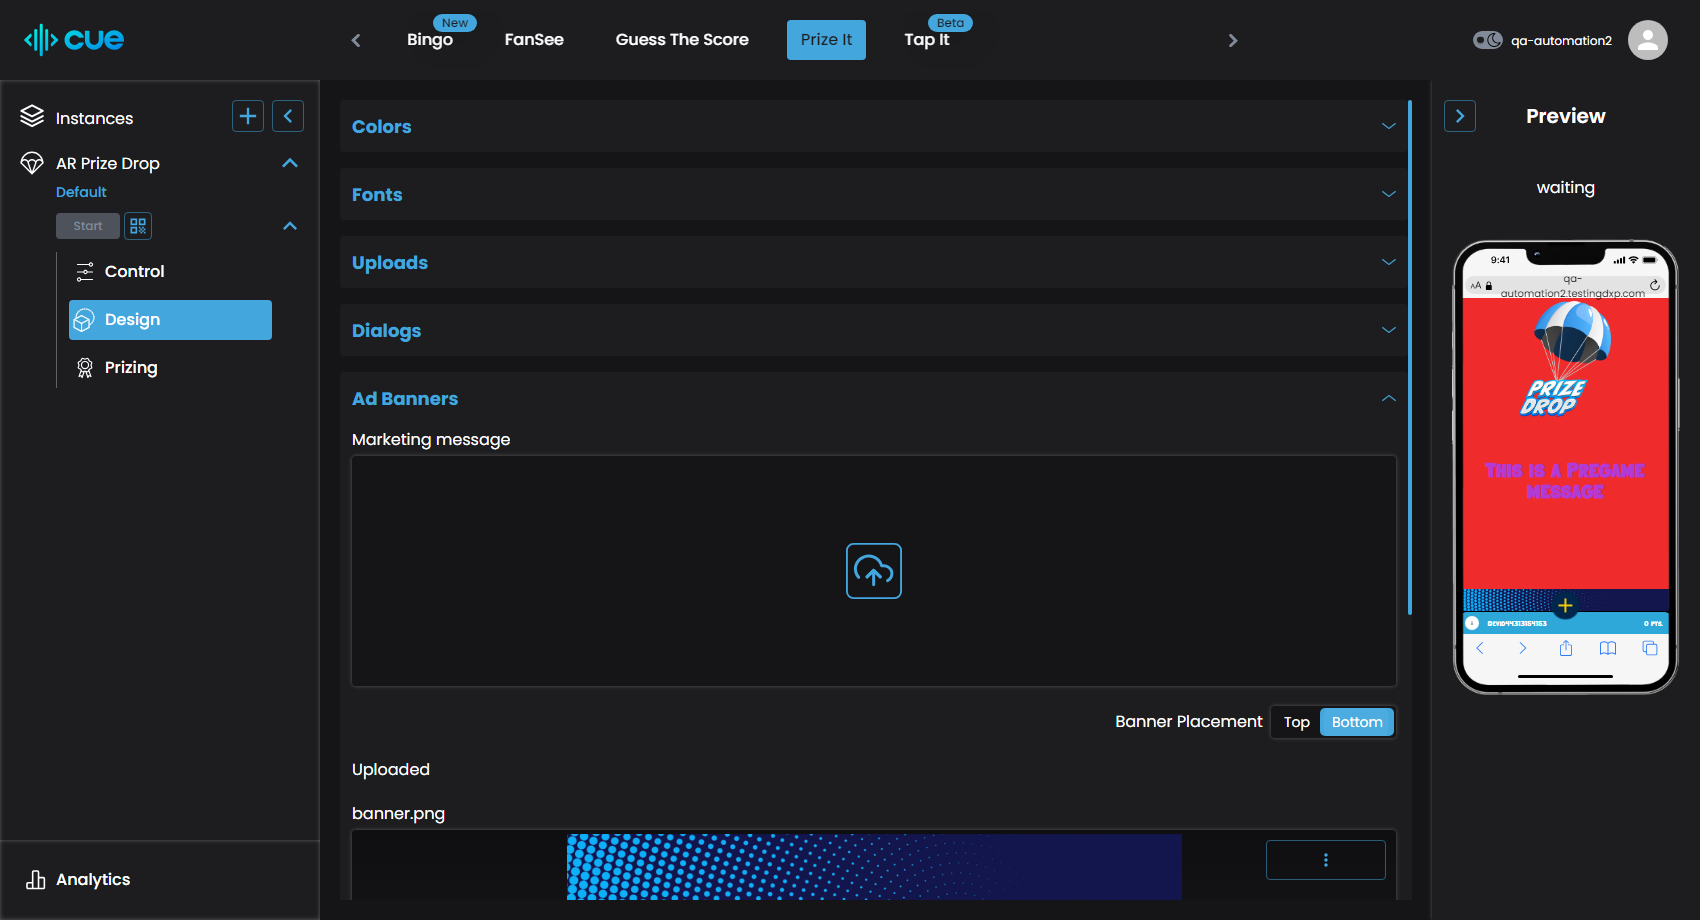 cue
New
Bingo
FanSee
Guess The Score
Prize It
Beta
Tap It
qa-automation2
Instances
AR Prize Drop
Default
Start
Control
Design
Prizing
Analytics
Colors
Fonts
Uploads
Dialogs
Ad Banners
Marketing message
Banner Placement
Top
Bottom
Uploaded
banner.png
Preview
waiting
9:41
AA
qa-
automation2.testingdxp.com
PRIZE
DROP
THIS IS A PREGAME
MESSAGE
0 PTS.